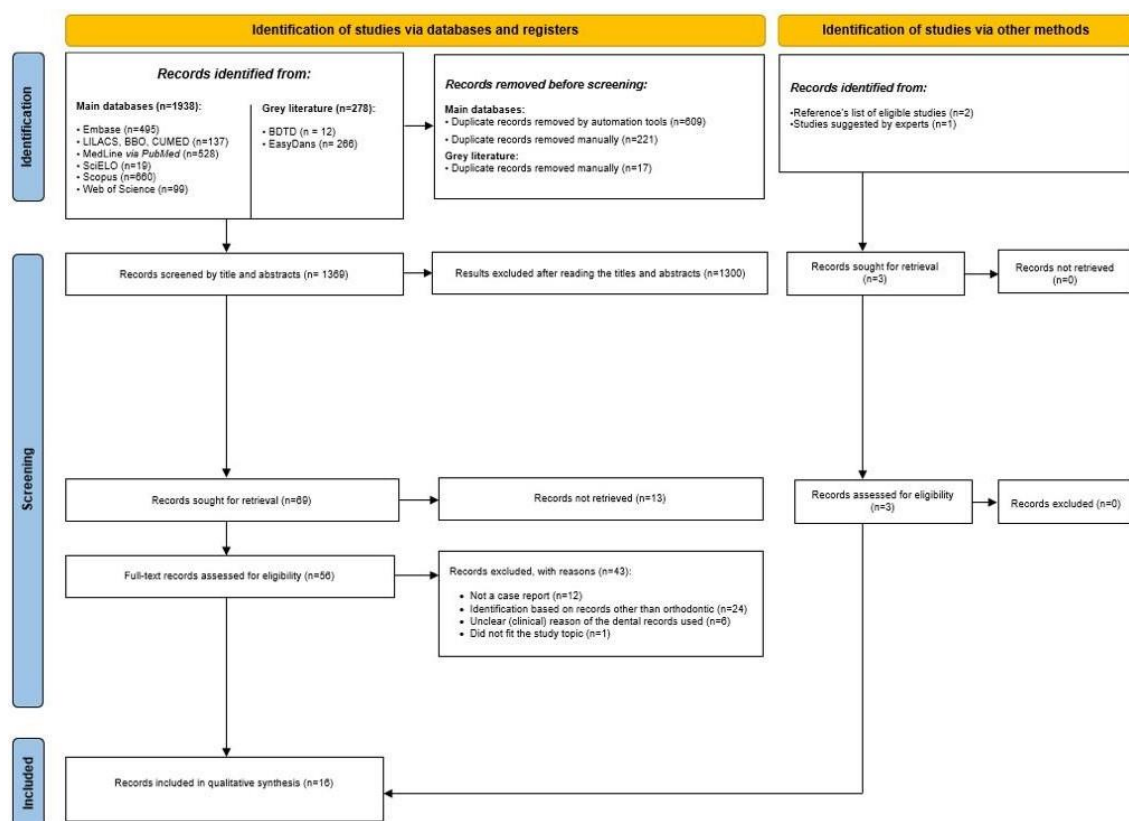 Identification of studies via databases and registers
Identification of studies via other methods
Identification
Records identified from:
Main databases (n=1938):
• Embase (n=495)
• LILACS, BBO, CUMED (n=137)
• MedLine via PubMed (n=528)
• SciELO (n=19)
• Scopus (n=660)
• Web of Science (n=99)
Grey literature (n=278):
• BDTD (n = 12)
• EasyDans (n= 266)
Records removed before screening:
Main databases:
• Duplicate records removed by automation tools (n=609)
• Duplicate records removed manually (n=221)
Grey literature:
• Duplicate records removed manually (n=17)
Records identified from:
•Reference's list of eligible studies (n=2)
•Studies suggested by experts (n=1)
Screening
Records screened by title and abstracts (n= 1369)
Results excluded after reading the titles and abstracts (n=1300)
Records sought for retrieval
(n=3)
Records not retrieved
(n=0)
Records sought for retrieval (n=69)
Records not retrieved (n=13)
Records assessed for eligibility
(n=3)
Records excluded (n=0)
Full-text records assessed for eligibility (n=56)
Records excluded, with reasons (n=43):
• Not a case report (n=12)
• Identification based on records other than orthodontic (n=24)
• Unclear (clinical) reason of the dental records used (n=6)
• Did not fit the study topic (n=1)
Included
Records included in qualitative synthesis (n=16)